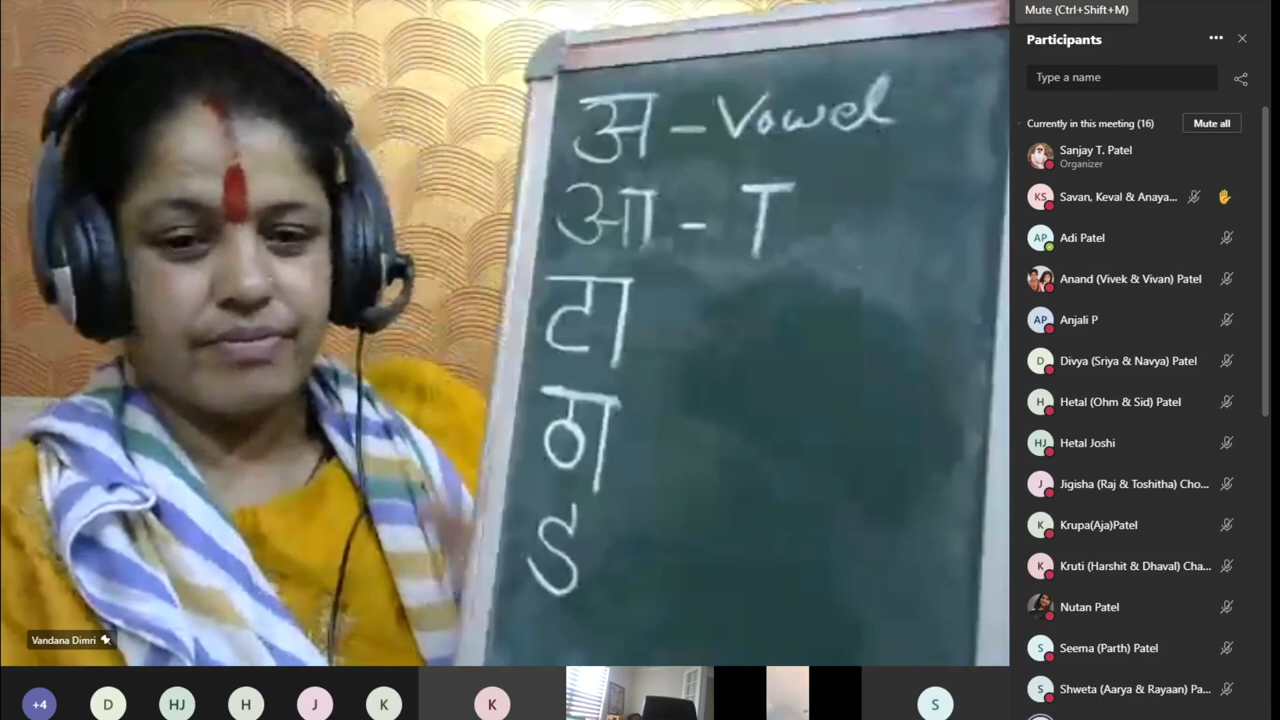 Mute (Ctrl+Shift+M)
Participants
Type a name
Currently in this meeting (16)
Mute all
Sanjay T. Patel
Organizer
KS Savan, Keval & Anaya...
AP Adi Patel
Anand (Vivek & Vivan) Patel
AP Anjali P
D Divya (Sriya & Navya) Patel
H Hetal (Ohm & Sid) Patel
HJ Hetal Joshi
J Jigisha (Raj & Toshitha) Cho...
K Krupa(Aja)Patel
K Kruti (Harshit & Dhaval) Cha...
Nutan Patel
S Seema (Parth) Patel
S Shweta (Aarya & Rayaan) Pa...
अ - Vowel
आ - T
टा
ठा
ड
Vandana Dimri
+4 D HJ H J K K S